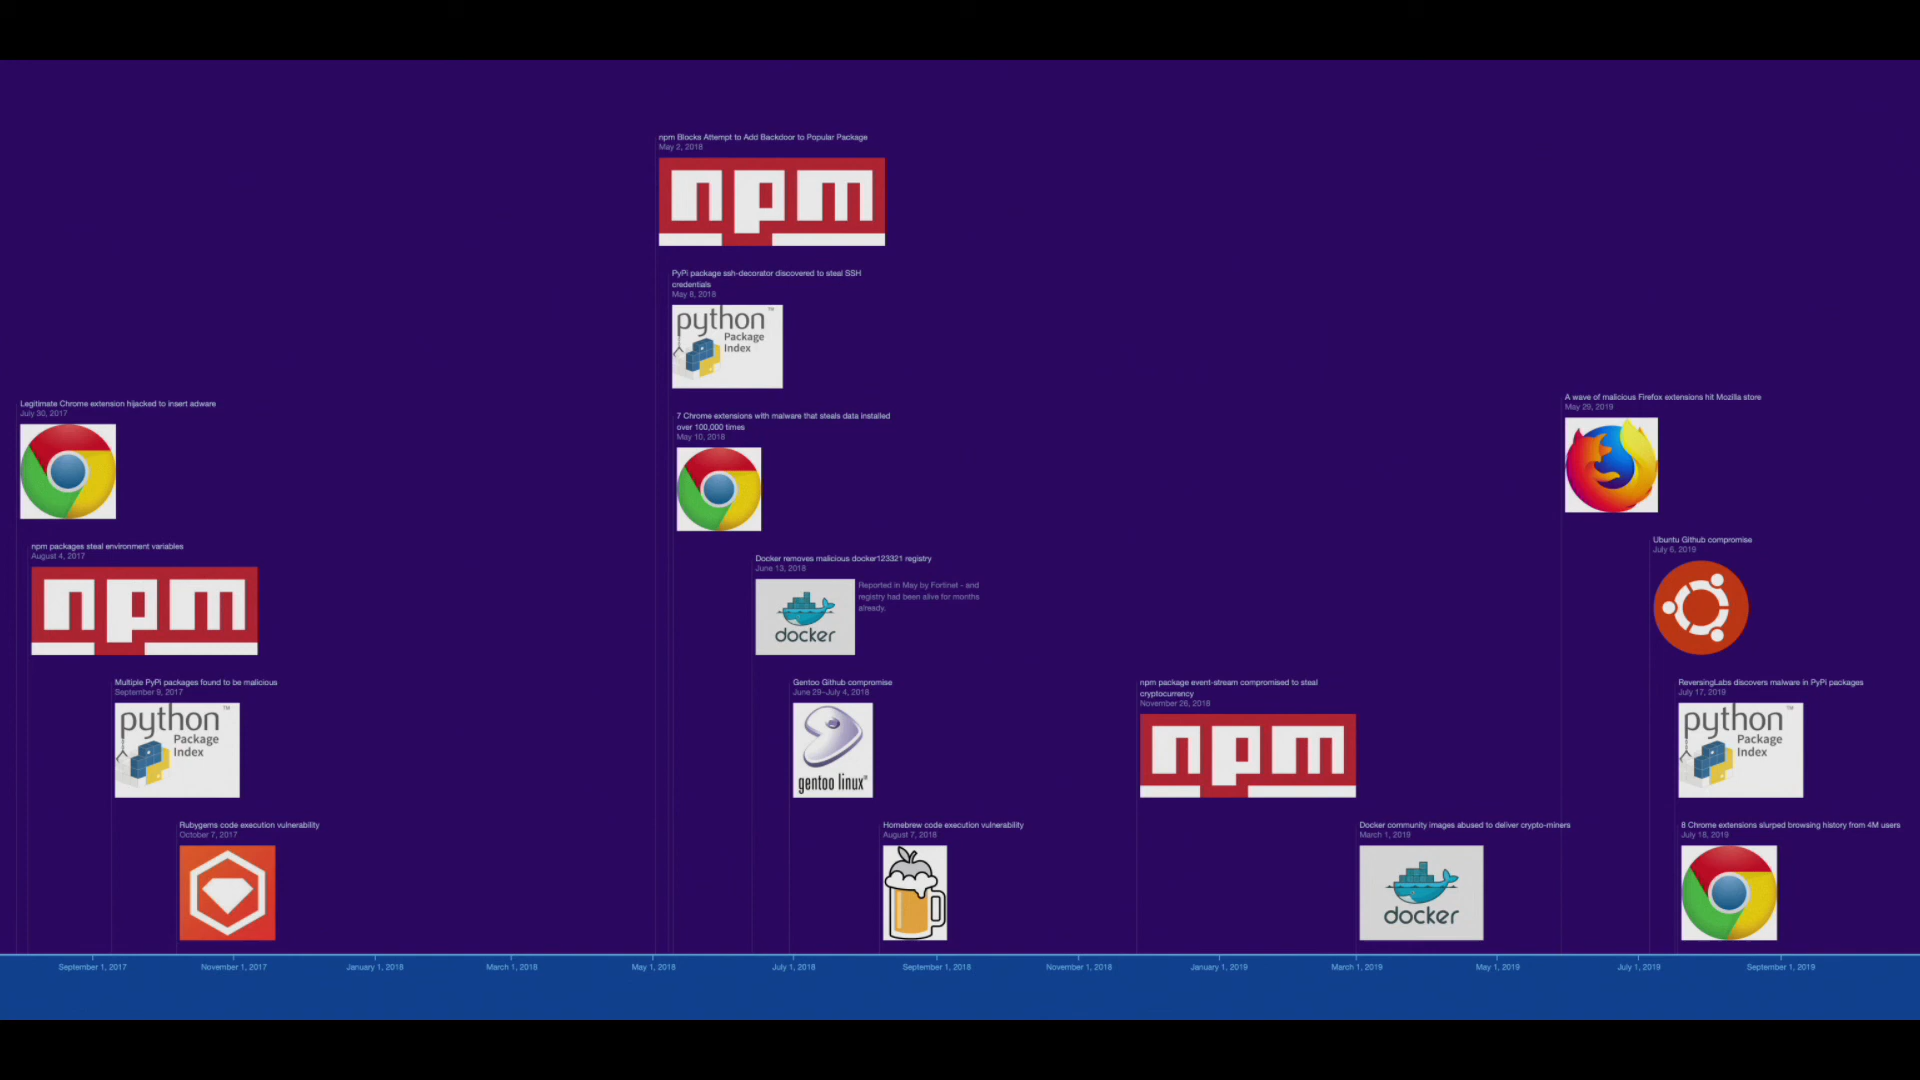 npm Blocks Attempt to Add Backdoor to Popular Package
May 2, 2018
npm
PyPi package ssh-decorator discovered to steal SSH
credentials
May 8, 2018
python™
Package
Index
7 Chrome extensions with malware that steals data installed
over 100,000 times
May 10, 2018
Legitimate Chrome extension hijacked to insert adware
July 30, 2017
A wave of malicious Firefox extensions hit Mozilla store
May 29, 2019
npm packages steal environment variables
August 4, 2017
npm
Docker removes malicious docker123321 registry
June 13, 2018
docker
Reported in May by Fortinet - and
registry had been alive for months
already.
Ubuntu Github compromise
July 6, 2019
Multiple PyPi packages found to be malicious
September 9, 2017
python™
Package
Index
Gentoo Github compromise
June 29–July 4, 2018
gentoo linux®
npm package event-stream compromised to steal
cryptocurrency
November 26, 2018
npm
ReversingLabs discovers malware in PyPi packages
July 17, 2019
python™
Package
Index
Rubygems code execution vulnerability
October 7, 2017
Homebrew code execution vulnerability
August 7, 2018
Docker community images abused to deliver crypto-miners
March 1, 2019
docker
8 Chrome extensions slurped browsing history from 4M users
July 18, 2019
September 1, 2017
November 1, 2017
January 1, 2018
March 1, 2018
May 1, 2018
July 1, 2018
September 1, 2018
November 1, 2018
January 1, 2019
March 1, 2019
May 1, 2019
July 1, 2019
September 1, 2019